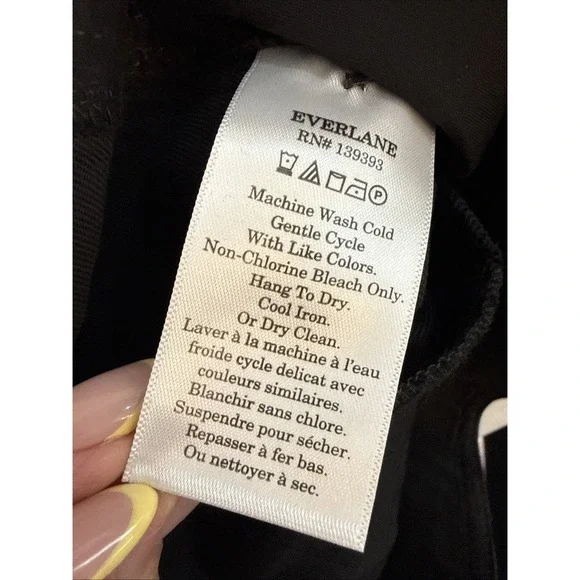 EVERLANE
RN# 139393
P
Machine Wash Cold
Gentle Cycle
With Like Colors.
Non-Chlorine Bleach Only.
Hang To Dry.
Cool Iron.
Or Dry Clean.
Laver à la machine à l'eau
froide cycle delicat avec
couleurs similaires.
Blanchir sans chlore.
Suspendre pour sécher.
Repasser à fer bas.
Ou nettoyer à sec.